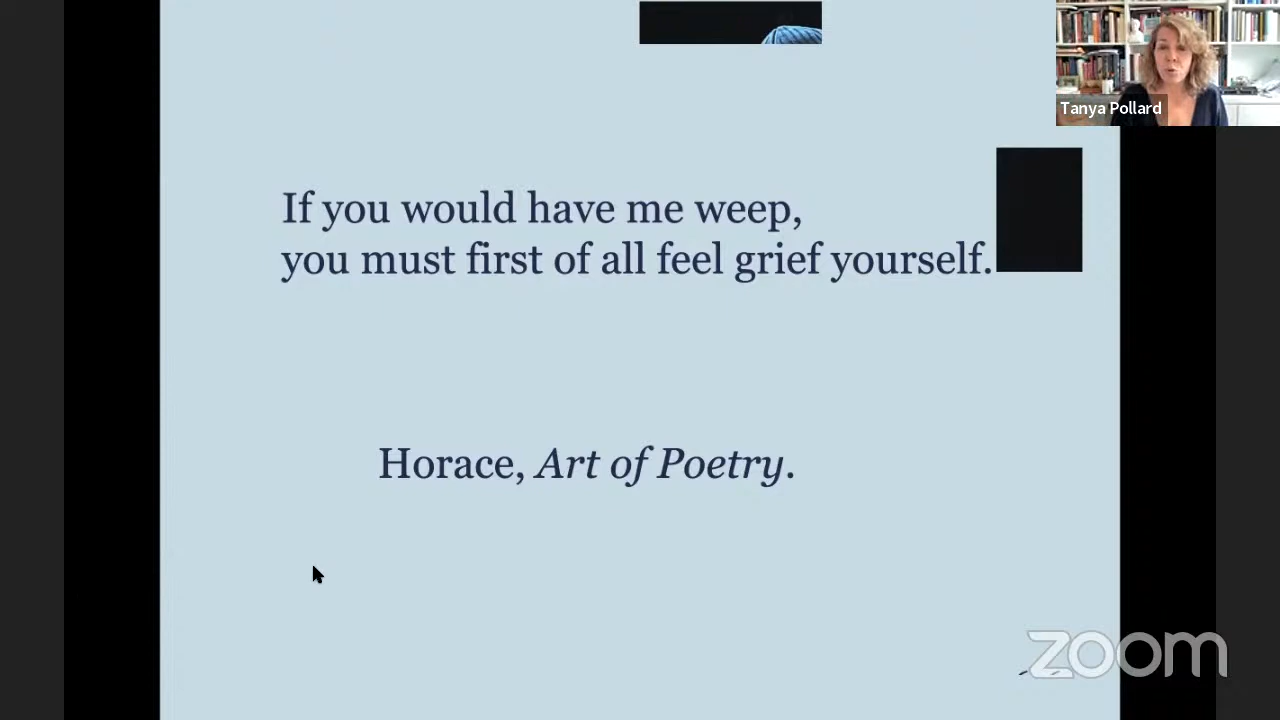 Tanya Pollard
If you would have me weep,
you must first of all feel grief yourself.
Horace, Art of Poetry.
zoom